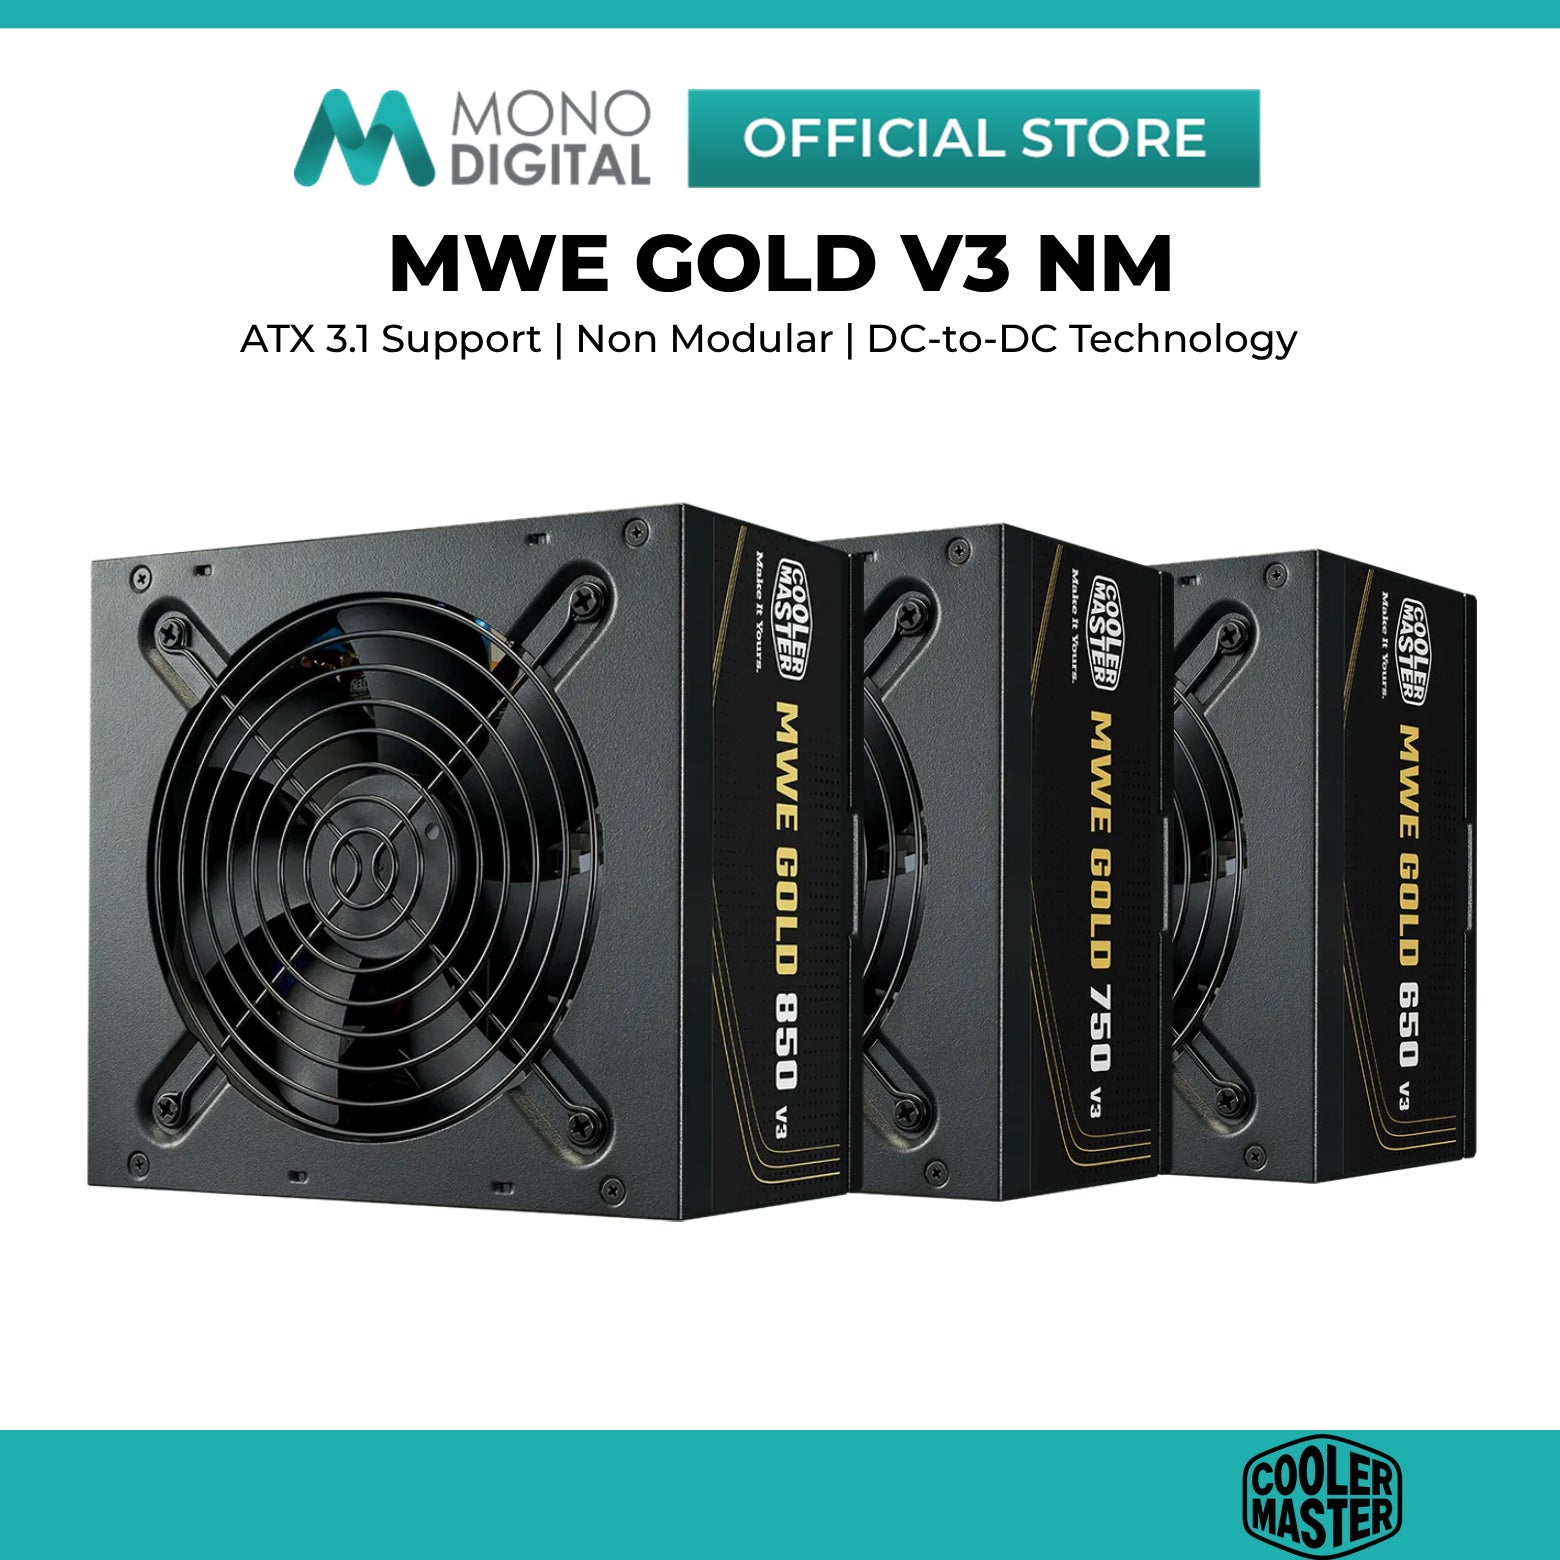 MONO
DIGITAL
OFFICIAL STORE
MWE GOLD V3 NM
ATX 3.1 Support | Non Modular | DC-to-DC Technology
COOLER
MASTER
Make It Yours.
MWE GOLD 850 V3
COOLER
MASTER
Make It Yours.
MWE GOLD 750 V3
COOLER
MASTER
Make It Yours.
MWE GOLD 650 V3
COOLER
MASTER